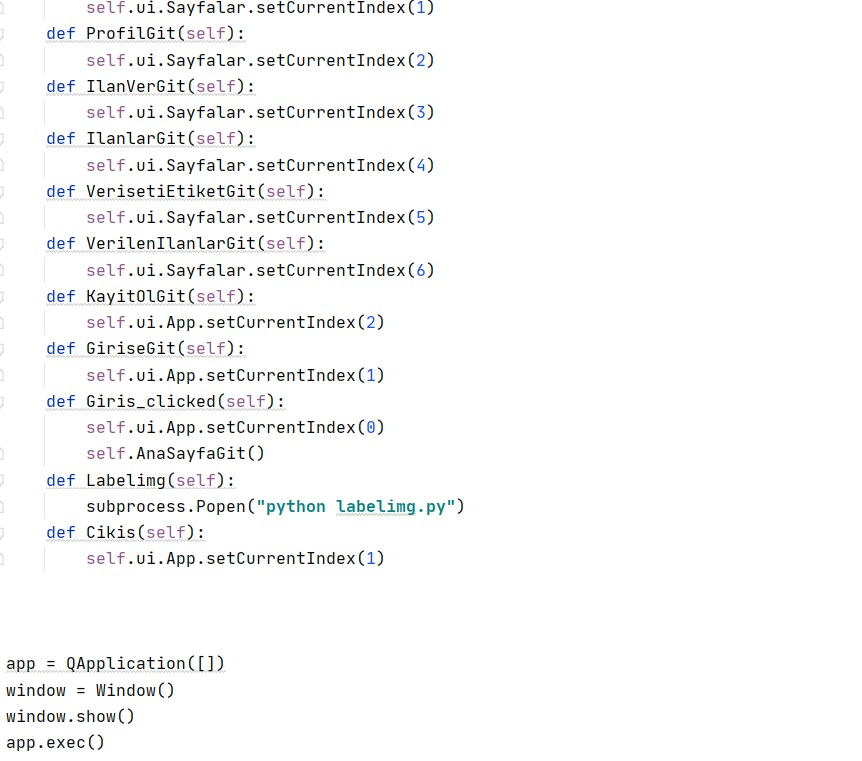 self.ui.Sayfalar.setCurrentIndex(1)
def ProfilGit(self):
self.ui.Sayfalar.setCurrentIndex(2)
def IlanVerGit(self):
self.ui.Sayfalar.setCurrentIndex(3)
def IlanlarGit(self):
self.ui.Sayfalar.setCurrentIndex(4)
def VerisetiEtiketGit(self):
self.ui.Sayfalar.setCurrentIndex(5)
def VerilenIlanlarGit(self):
self.ui.Sayfalar.setCurrentIndex(6)
def KayitOlGit(self):
self.ui.App.setCurrentIndex(2)
def GiriseGit(self):
self.ui.App.setCurrentIndex(1)
def Giris_clicked(self):
self.ui.App.setCurrentIndex(0)
self.AnaSayfaGit()
def Labelimg(self):
subprocess.Popen("python labelimg.py")
def Cikis(self):
self.ui.App.setCurrentIndex(1)
app = QApplication([])
window = Window()
window.show()
app.exec()